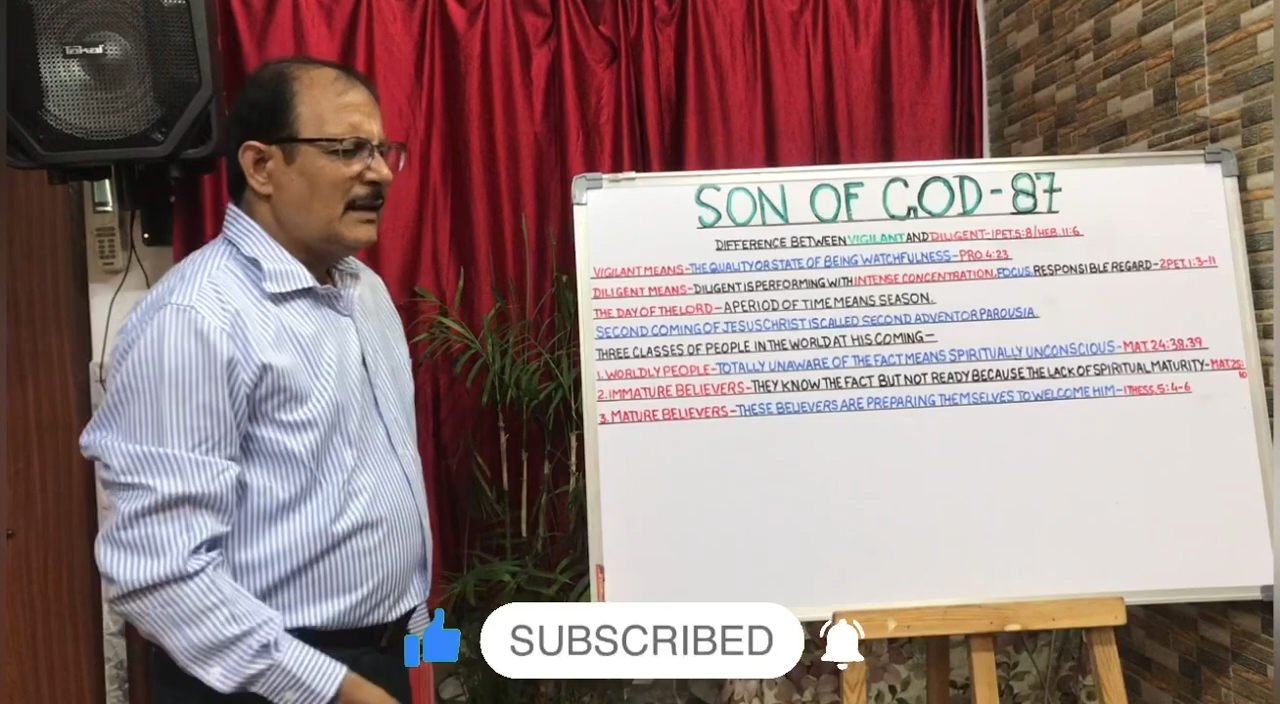 Tokai
SON OF GOD-87
DIFFERENCE BETWEEN VIGILANT AND DILIGENT-1PET.5:8/HEB.11:6
VIGILANT MEANS-THE QUALITY OR STATE OF BEING WATCHFULNESS-PRO.4:23
DILIGENT MEANS-DILIGENT IS PERFORMING WITH INTENSE CONCENTRATION, FOCUS, RESPONSIBLE REGARD-2PET.1:3-11
THE DAY OF THE LORD-A PERIOD OF TIME MEANS SEASON.
SECOND COMING OF JESUS CHRIST IS CALLED SECOND ADVENT OR PAROUSIA.
THREE CLASSES OF PEOPLE IN THE WORLD AT HIS COMING-
1. WORLDLY PEOPLE-TOTALLY UNAWARE OF THE FACT MEANS SPIRITUALLY UNCONSCIOUS-MAT.24:38,39
2. IMMATURE BELIEVERS-THEY KNOW THE FACT BUT NOT READY BECAUSE THE LACK OF SPIRITUAL MATURITY-MAT.25:
10
3. MATURE BELIEVERS-THESE BELIEVERS ARE PREPARING THEMSELVES TO WELCOME HIM-1THESS.5:4-6
SUBSCRIBED